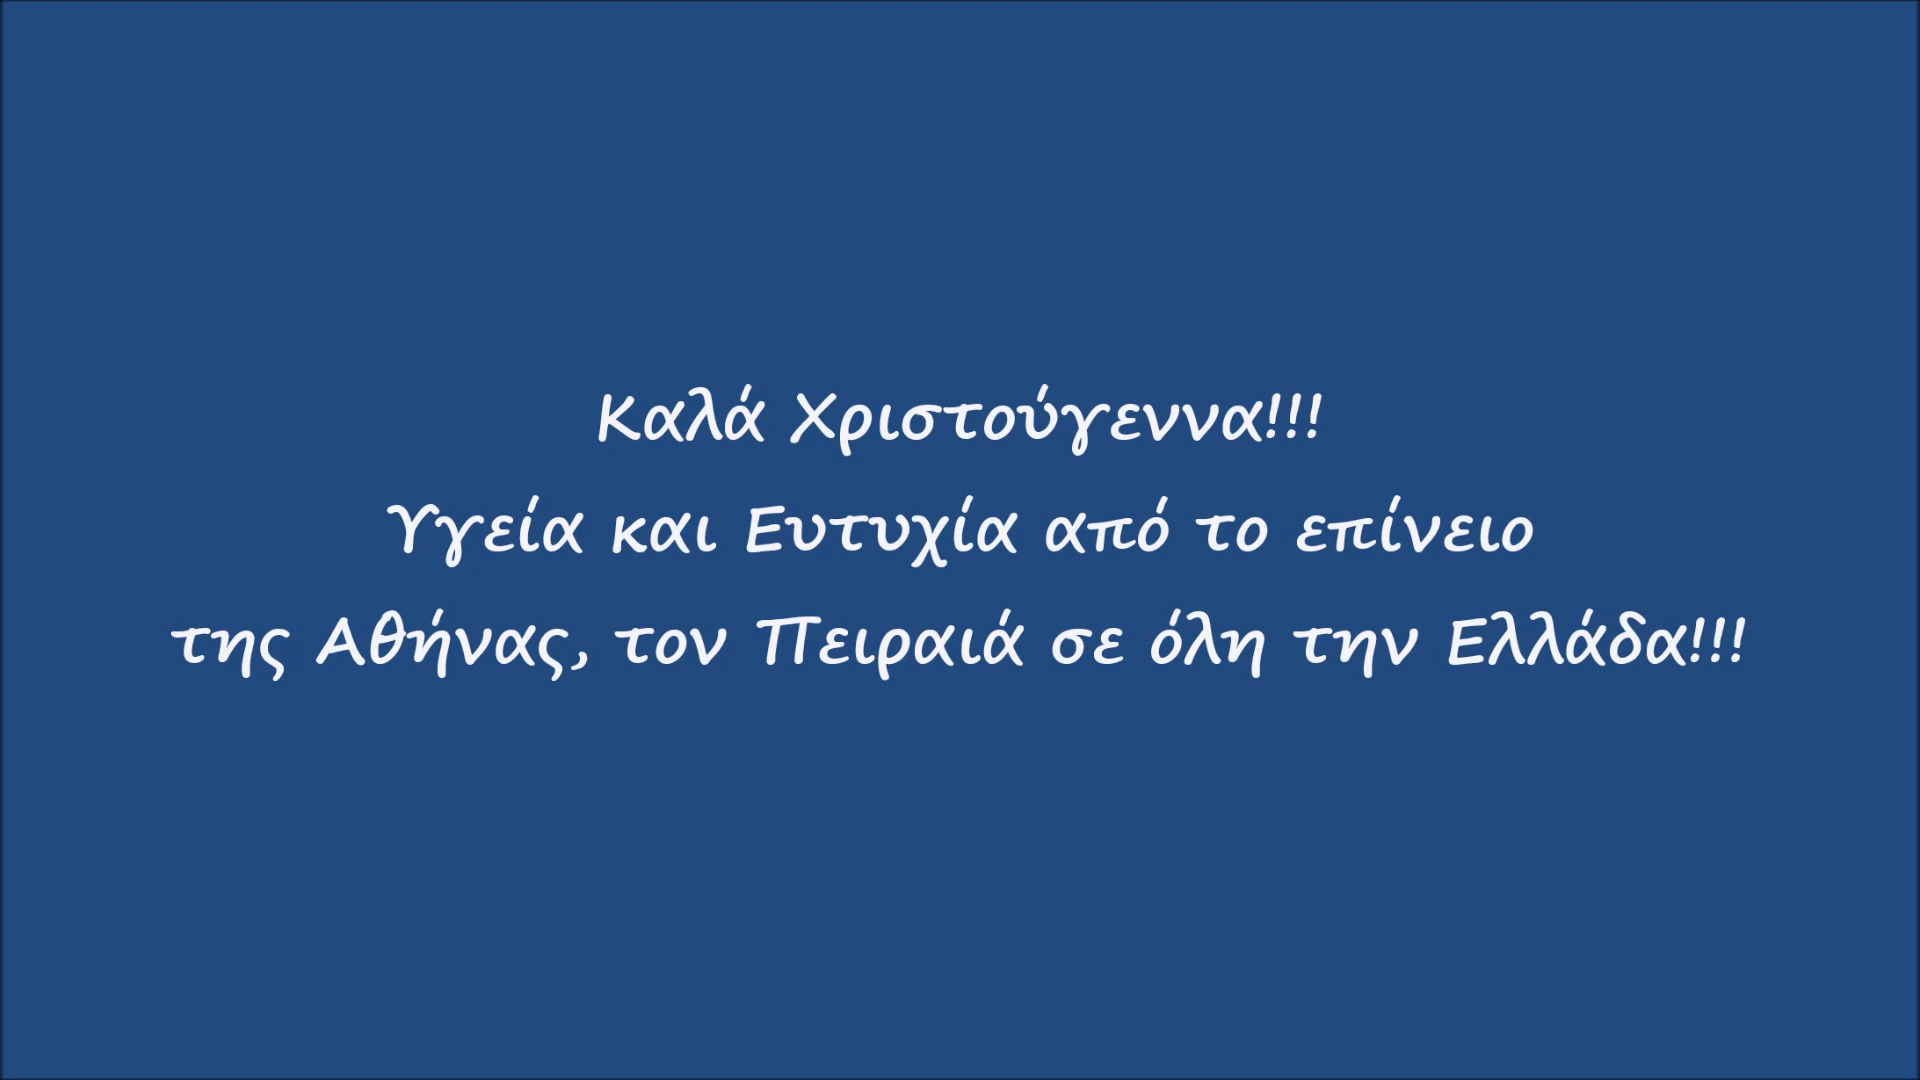 Καλά Χριστούγεννα!!!
Υγεία και Ευτυχία από το επίνειο
της Αθήνας, τον Πειραιά σε όλη την Ελλάδα!!!